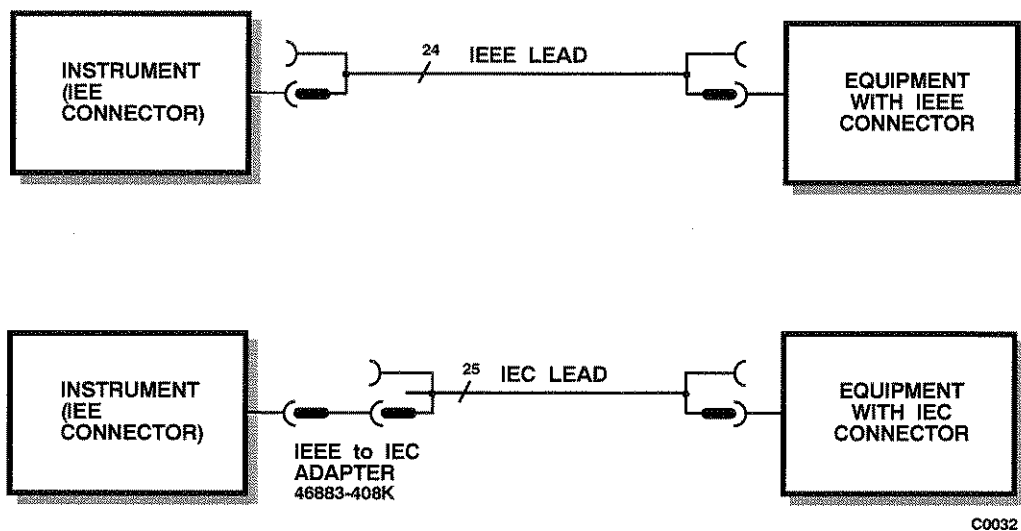 INSTRUMENT
(IEE
CONNECTOR)
24
IEEE LEAD
EQUIPMENT
WITH IEEE
CONNECTOR
INSTRUMENT
(IEE
CONNECTOR)
IEEE to IEC
ADAPTER
46883-408K
25
IEC LEAD
EQUIPMENT
WITH IEC
CONNECTOR
C0032